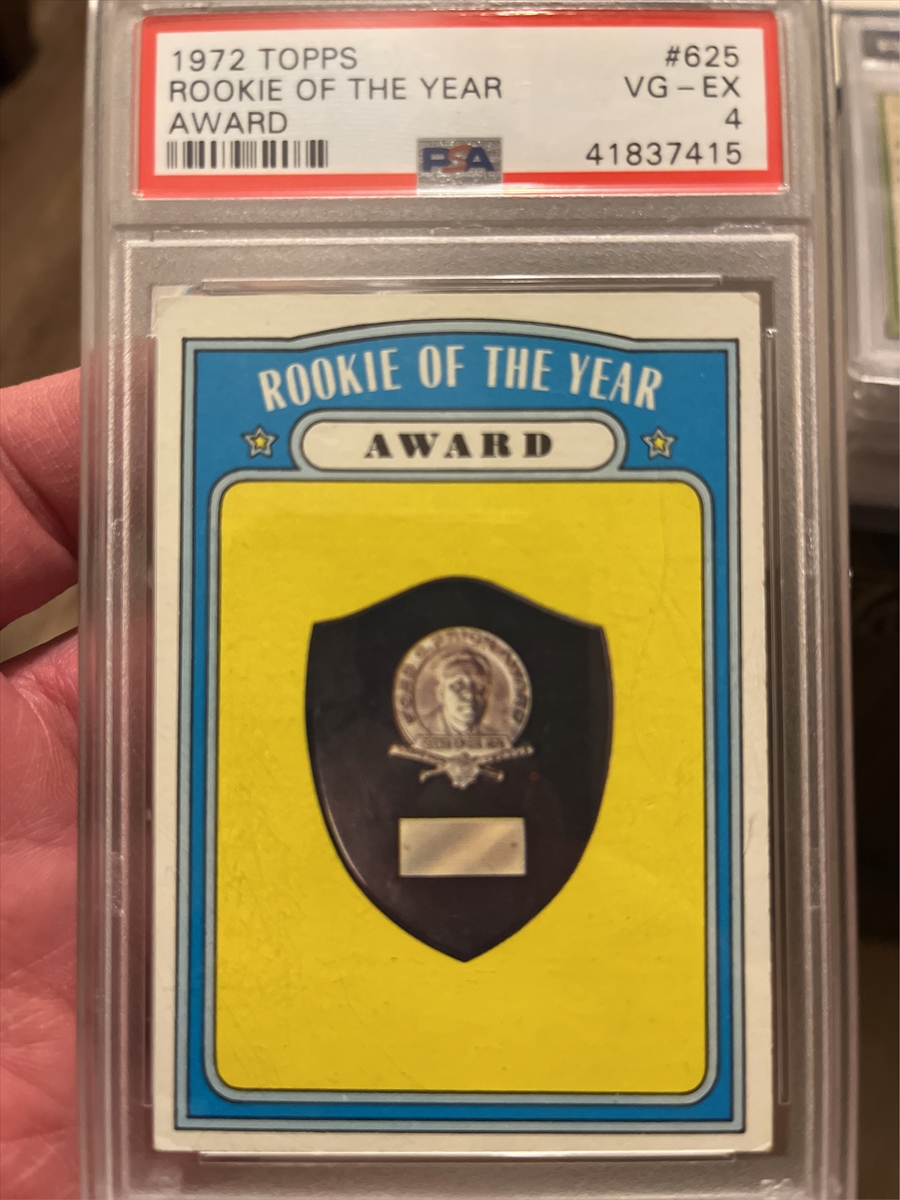 1972 TOPPS #625
ROOKIE OF THE YEAR VG-EX
AWARD 4
PSA 41837415
ROOKIE OF THE YEAR
AWARD